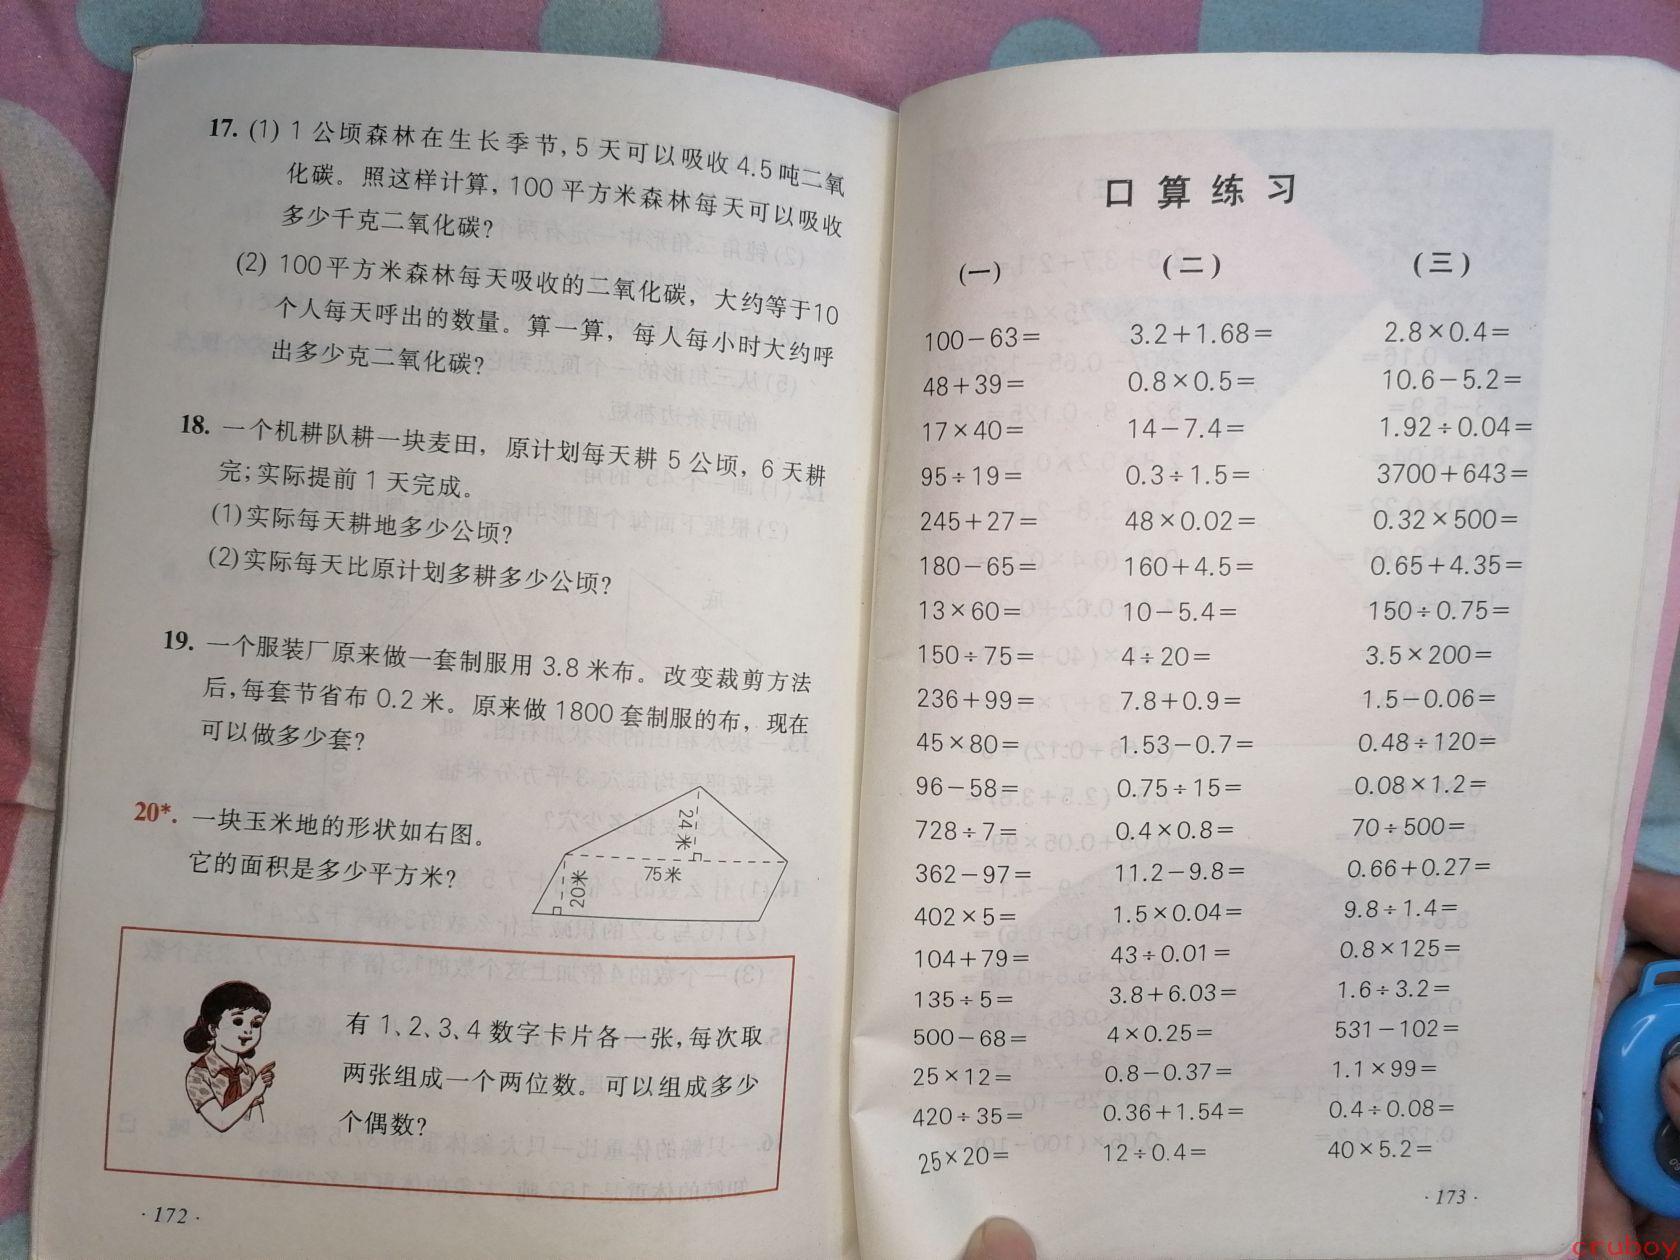 17. (1) 1公顷森林在生长季节,5天可以吸收4.5吨二氧
化碳。照这样计算,100平方米森林每天可以吸收
多少千克二氧化碳?
(2) 100平方米森林每天吸收的二氧化碳,大约等于10
个人每天呼出的数量。算一算,每人每小时大约呼
出多少克二氧化碳?
18. 一个机耕队耕一块麦田,原计划每天耕5公顷,6天耕
完;实际提前1天完成。
(1)实际每天耕地多少公顷?
(2)实际每天比原计划多耕多少公顷?
19. 一个服装厂原来做一套制服用3.8米布。改变裁剪方法
后,每套节省布0.2米。原来做1800套制服的布,现在
可以做多少套?
20*. 一块玉米地的形状如右图。
它的面积是多少平方米?
24米
75米
20米
有1、2、3、4数字卡片各一张,每次取
两张组成一个两位数。可以组成多少
个偶数?
·172·
口算练习
(一) (二) (三)
100-63= 3.2+1.68= 2.8×0.4=
48+39= 0.8×0.5= 10.6-5.2=
17×40= 14-7.4= 1.92÷0.04=
95÷19= 0.3÷1.5= 3700+643=
245+27= 48×0.02= 0.32×500=
180-65= 160+4.5= 0.65+4.35=
13×60= 10-5.4= 150÷0.75=
150÷75= 4÷20= 3.5×200=
236+99= 7.8+0.9= 1.5-0.06=
45×80= 1.53-0.7= 0.48÷120=
96-58= 0.75÷15= 0.08×1.2=
728÷7= 0.4×0.8= 70÷500=
362-97= 11.2-9.8= 0.66+0.27=
402×5= 1.5×0.04= 9.8÷1.4=
104+79= 43÷0.01= 0.8×125=
135÷5= 3.8+6.03= 1.6÷3.2=
500-68= 4×0.25= 531-102=
25×12= 0.8-0.37= 1.1×99=
420÷35= 0.36+1.54= 0.4÷0.08=
25×20= 12÷0.4= 40×5.2=
·173·
cruboy